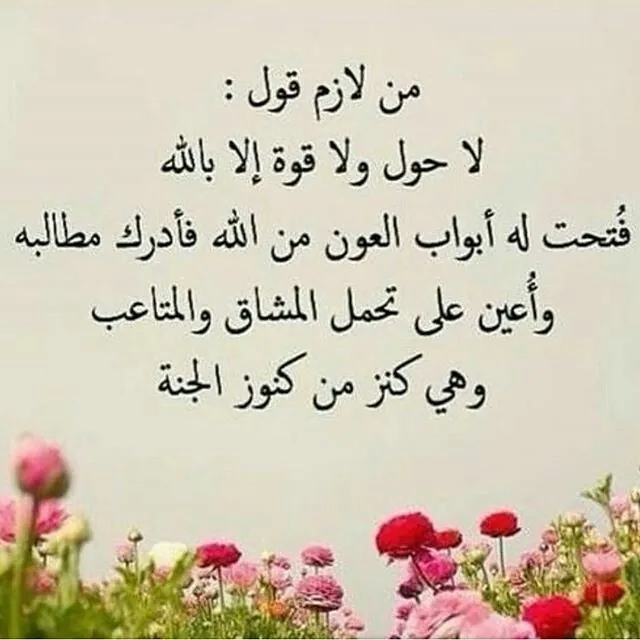 من لازم قول :
لا حول ولا قوة إلا بالله
فُتحت له أبواب العون من الله فأدرك مطالبه
وأُعين على تحمل المشاق والمتاعب
وهي كنز من كنوز الجنة